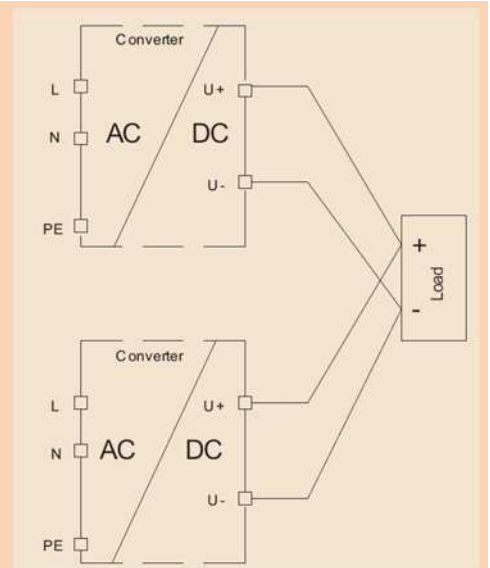 Converter
L
U+
N
AC
DC
U-
PE
+
Load
-
Converter
L
U+
N
AC
DC
U-
PE